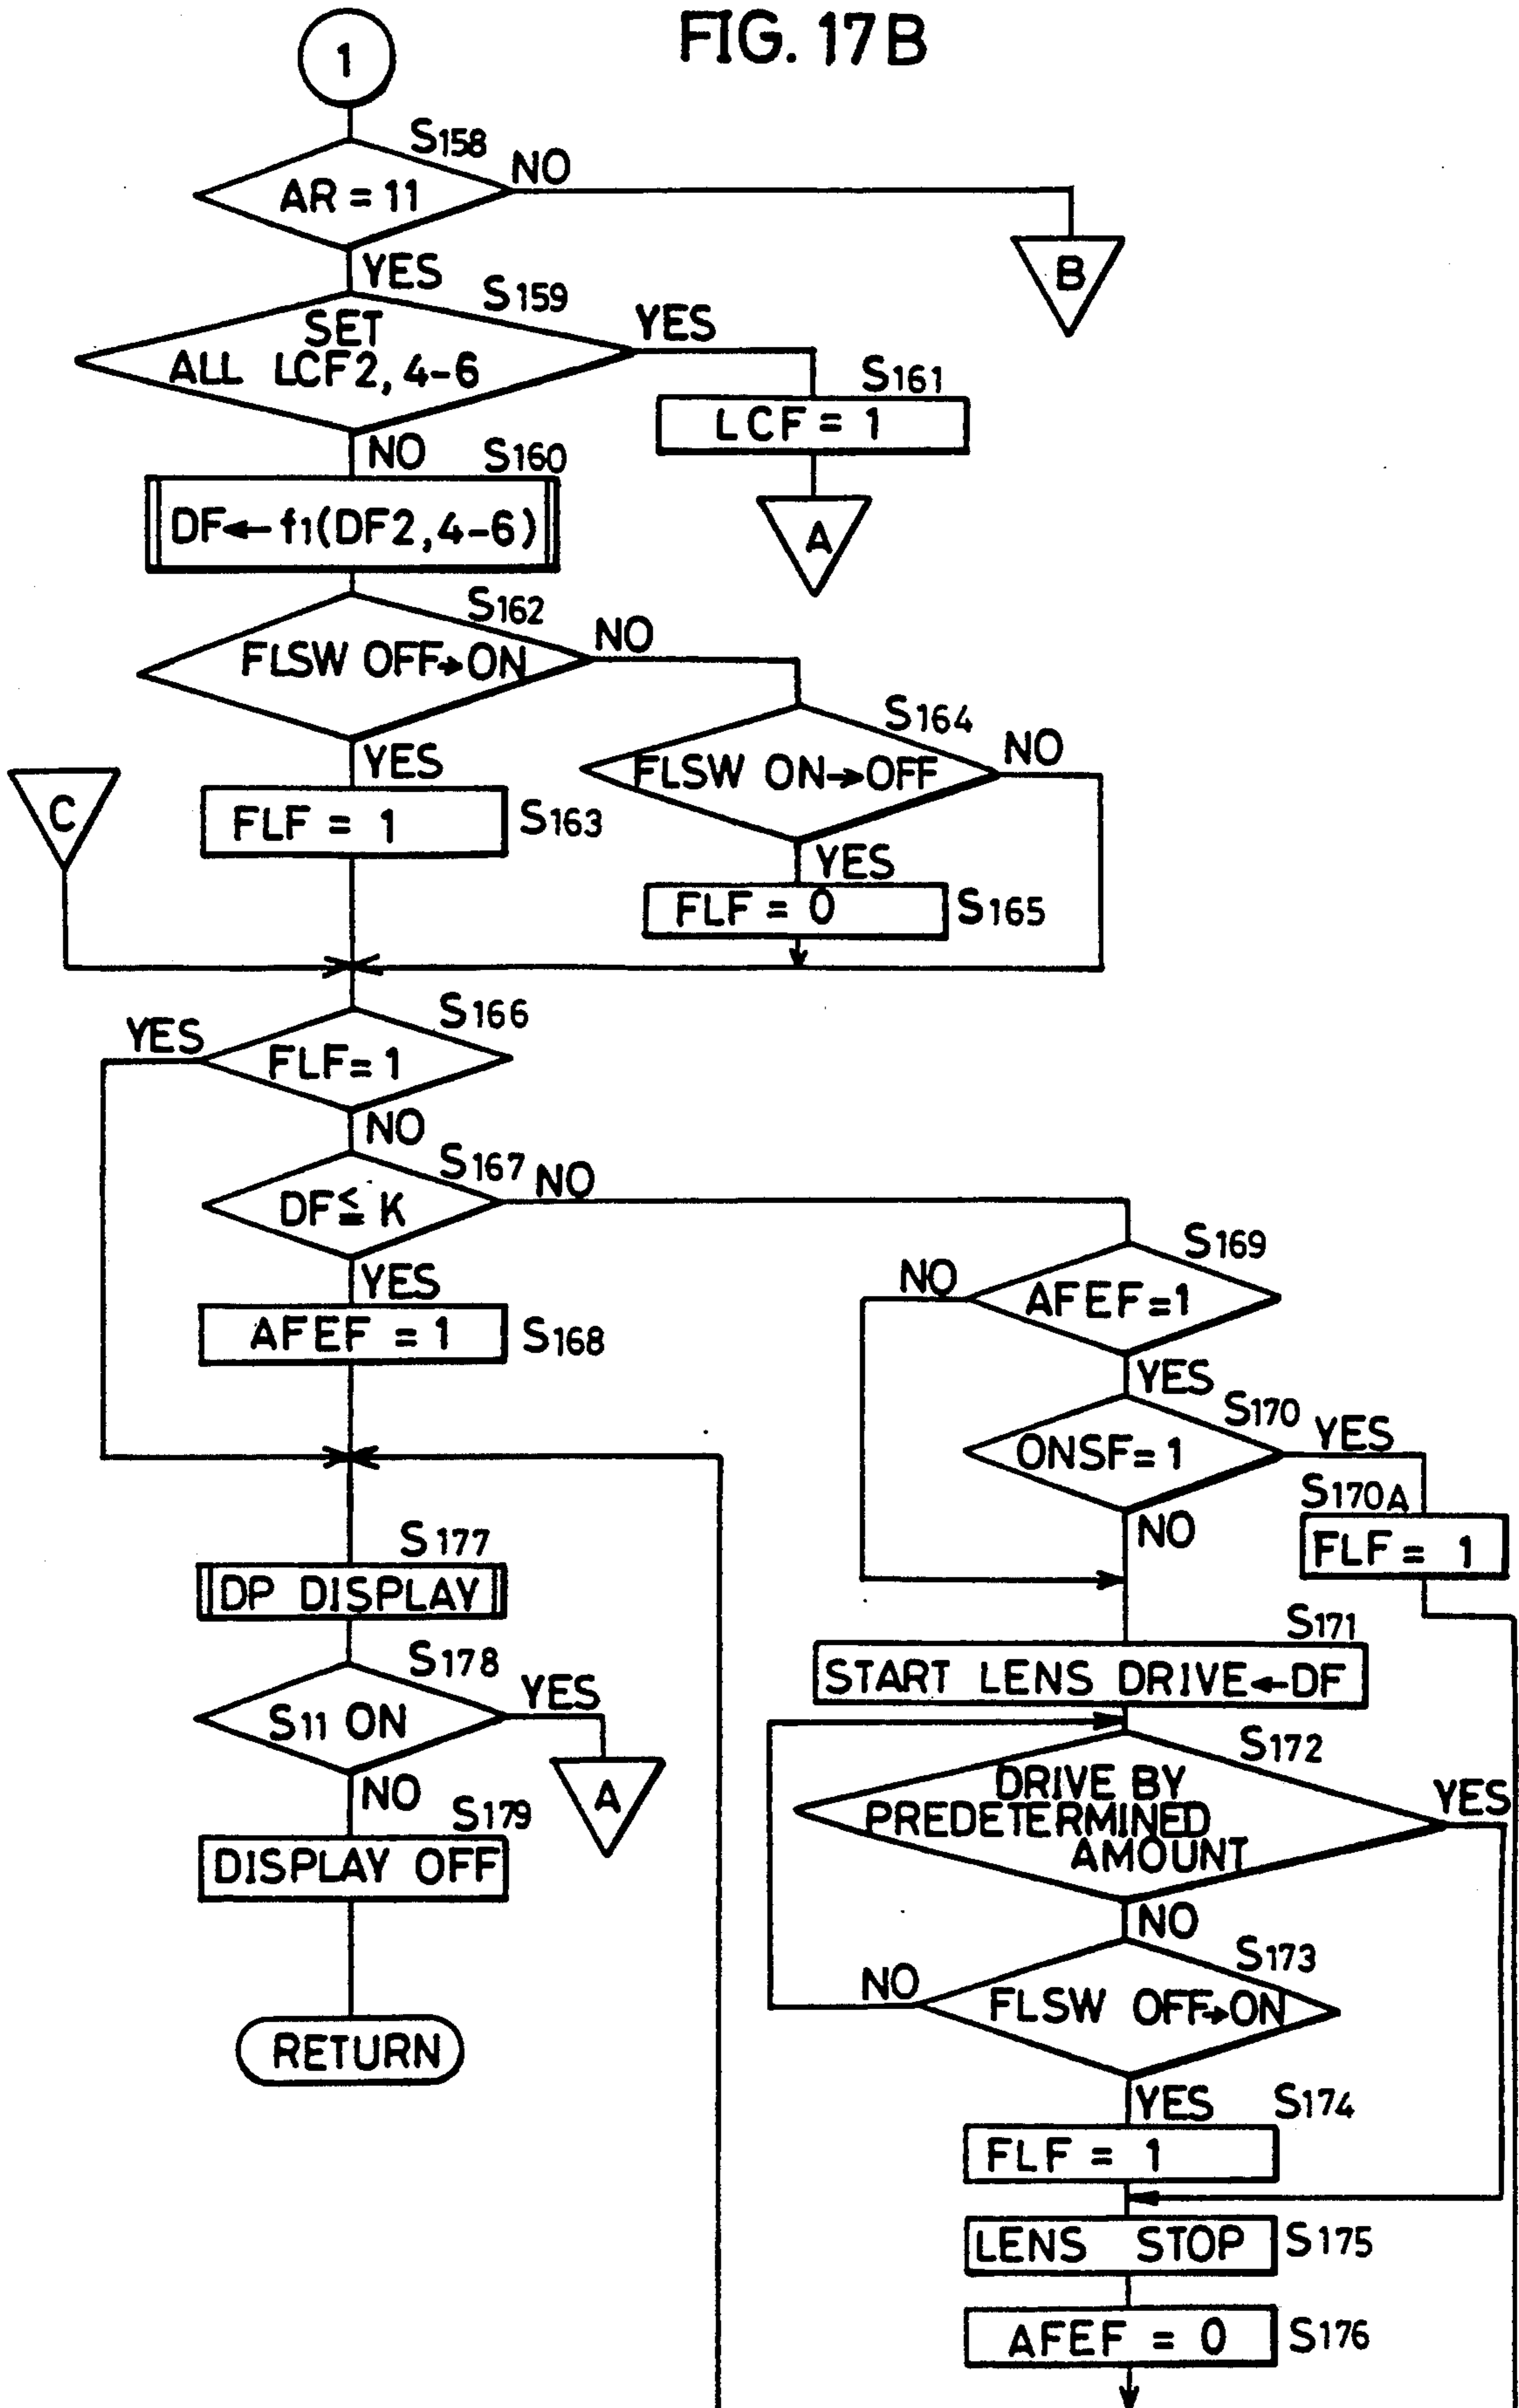 FIG. 17B
1
S158
AR = 11
NO
B
YES
S159
SET
ALL LCF2, 4-6
YES
S161
LCF = 1
A
NO
S160
DF←f1(DF2,4-6)
S162
FLSW OFF→ON
NO
S164
FLSW ON→OFF
NO
C
YES
FLF = 1
S163
YES
FLF = 0
S165
S166
YES
FLF=1
NO
S167
NO
DF≦K
S169
NO
AFEF=1
YES
AFEF = 1
S168
YES
S170
ONSF=1
YES
S170A
FLF = 1
NO
S177
DP DISPLAY
S171
START LENS DRIVE←DF
S178
S11 ON
YES
A
S172
DRIVE BY
PREDETERMINED
AMOUNT
YES
NO
S179
DISPLAY OFF
NO
S173
NO
FLSW OFF→ON
RETURN
YES
S174
FLF = 1
LENS STOP
S175
AFEF = 0
S176